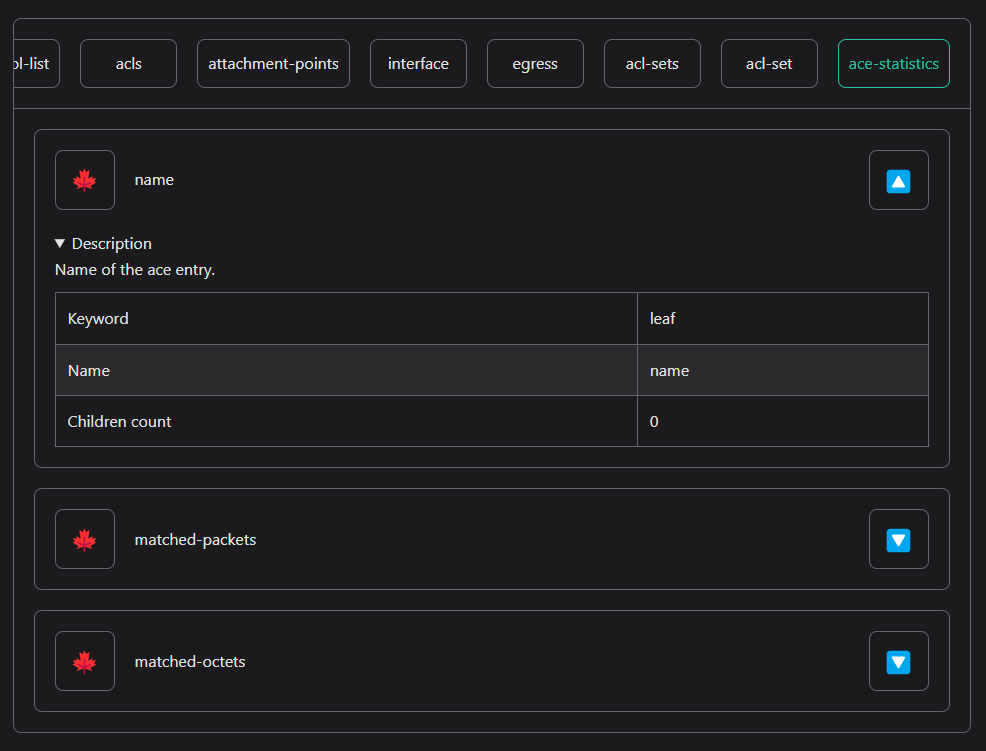 ol-list acls attachment-points interface egress acl-sets acl-set ace-statistics
name
Description
Name of the ace entry.
Keyword leaf
Name name
Children count 0
matched-packets
matched-octets